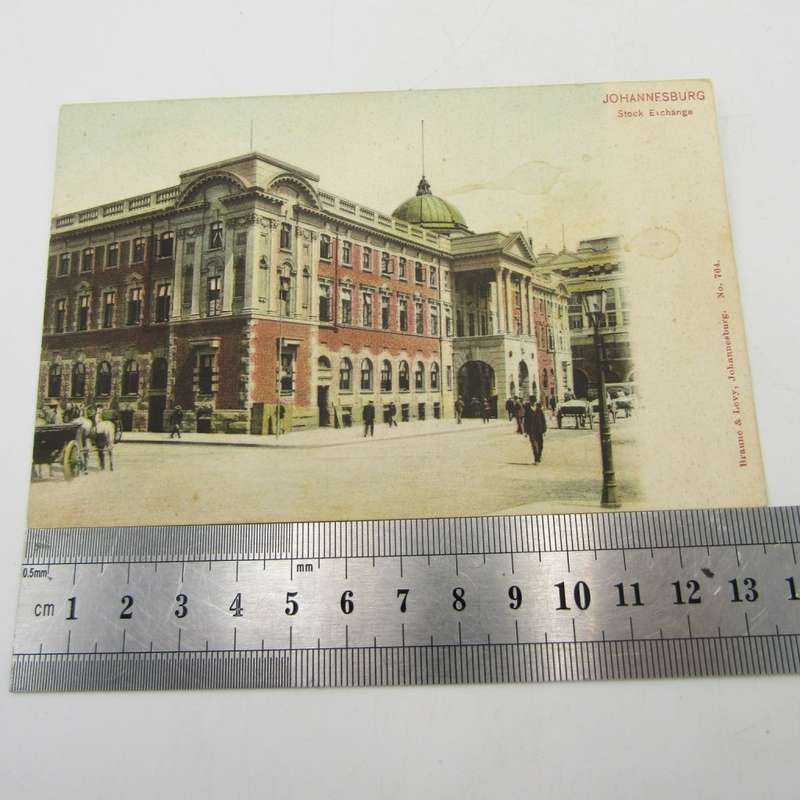 JOHANNESBURG
Stock Exchange
Braune & Levy, Johannesburg. No. 704.
0.5mm
mm
cm 1 2 3 4 5 6 7 8 9 10 11 12 13